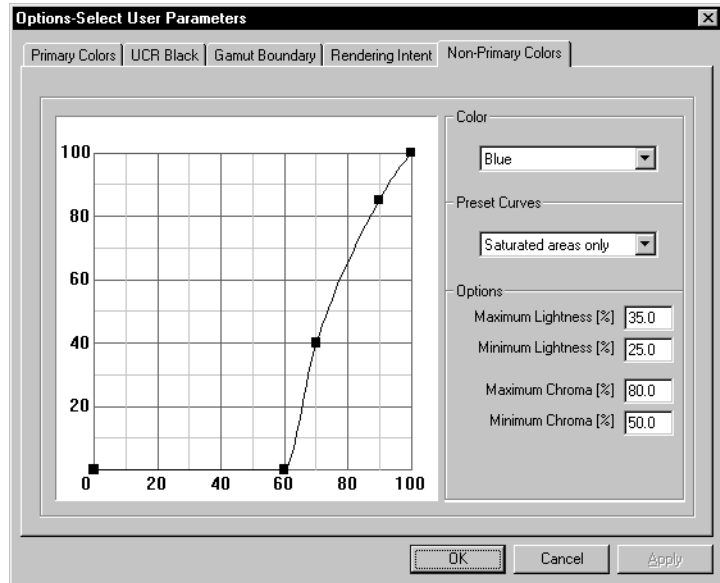 Options-Select User Parameters
Primary Colors UCR Black Gamut Boundary Rendering Intent Non-Primary Colors
100
80
60
40
20
0 20 40 60 80 100
Color
Blue
Preset Curves
Saturated areas only
Options
Maximum Lightness [%] 35.0
Minimum Lightness [%] 25.0
Maximum Chroma [%] 80.0
Minimum Chroma [%] 50.0
OK Cancel Apply